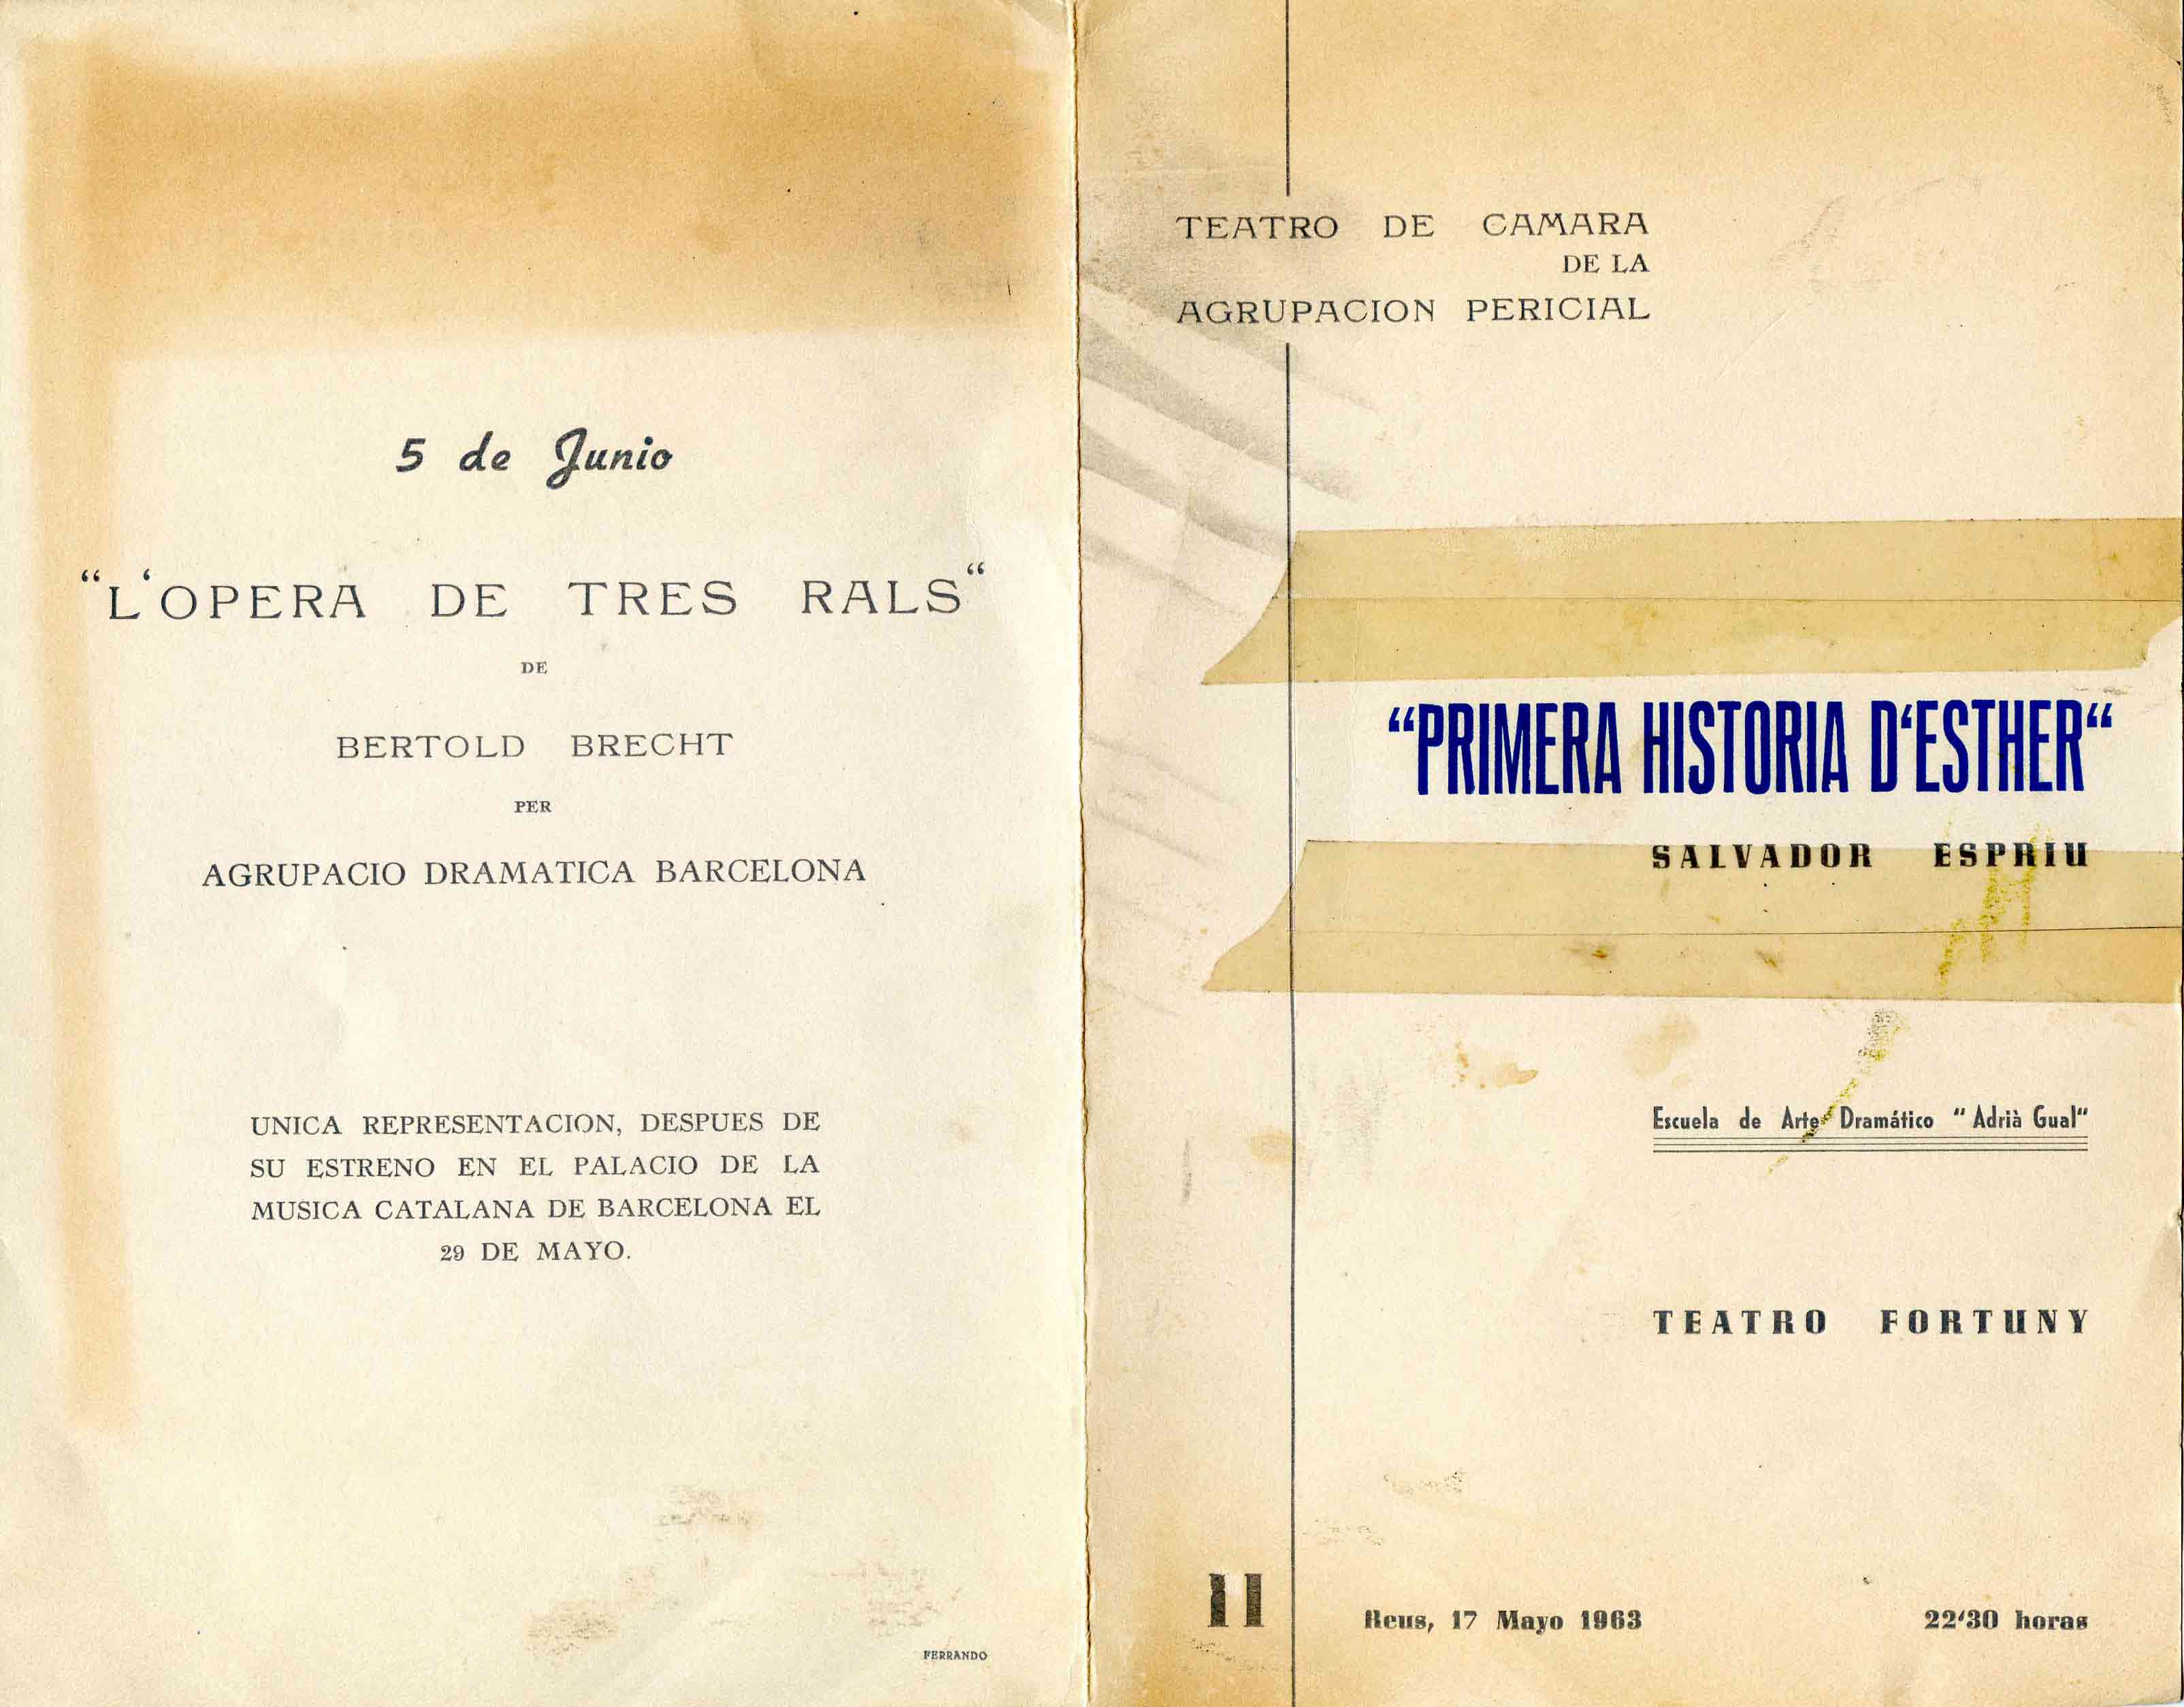 5 de Junio
“L‘OPERA DE TRES RALS“
DE
BERTOLD BRECHT
PER
AGRUPACIO DRAMATICA BARCELONA
UNICA REPRESENTACION, DESPUES DE
SU ESTRENO EN EL PALACIO DE LA
MUSICA CATALANA DE BARCELONA EL
29 DE MAYO.
FERRANDO
TEATRO DE CAMARA
DE LA
AGRUPACION PERICIAL
“PRIMERA HISTORIA D‘ESTHER“
SALVADOR ESPRIU
Escuela de Arte Dramático “Adrià Gual“
TEATRO FORTUNY
11
Reus, 17 Mayo 1963
22‘30 horas